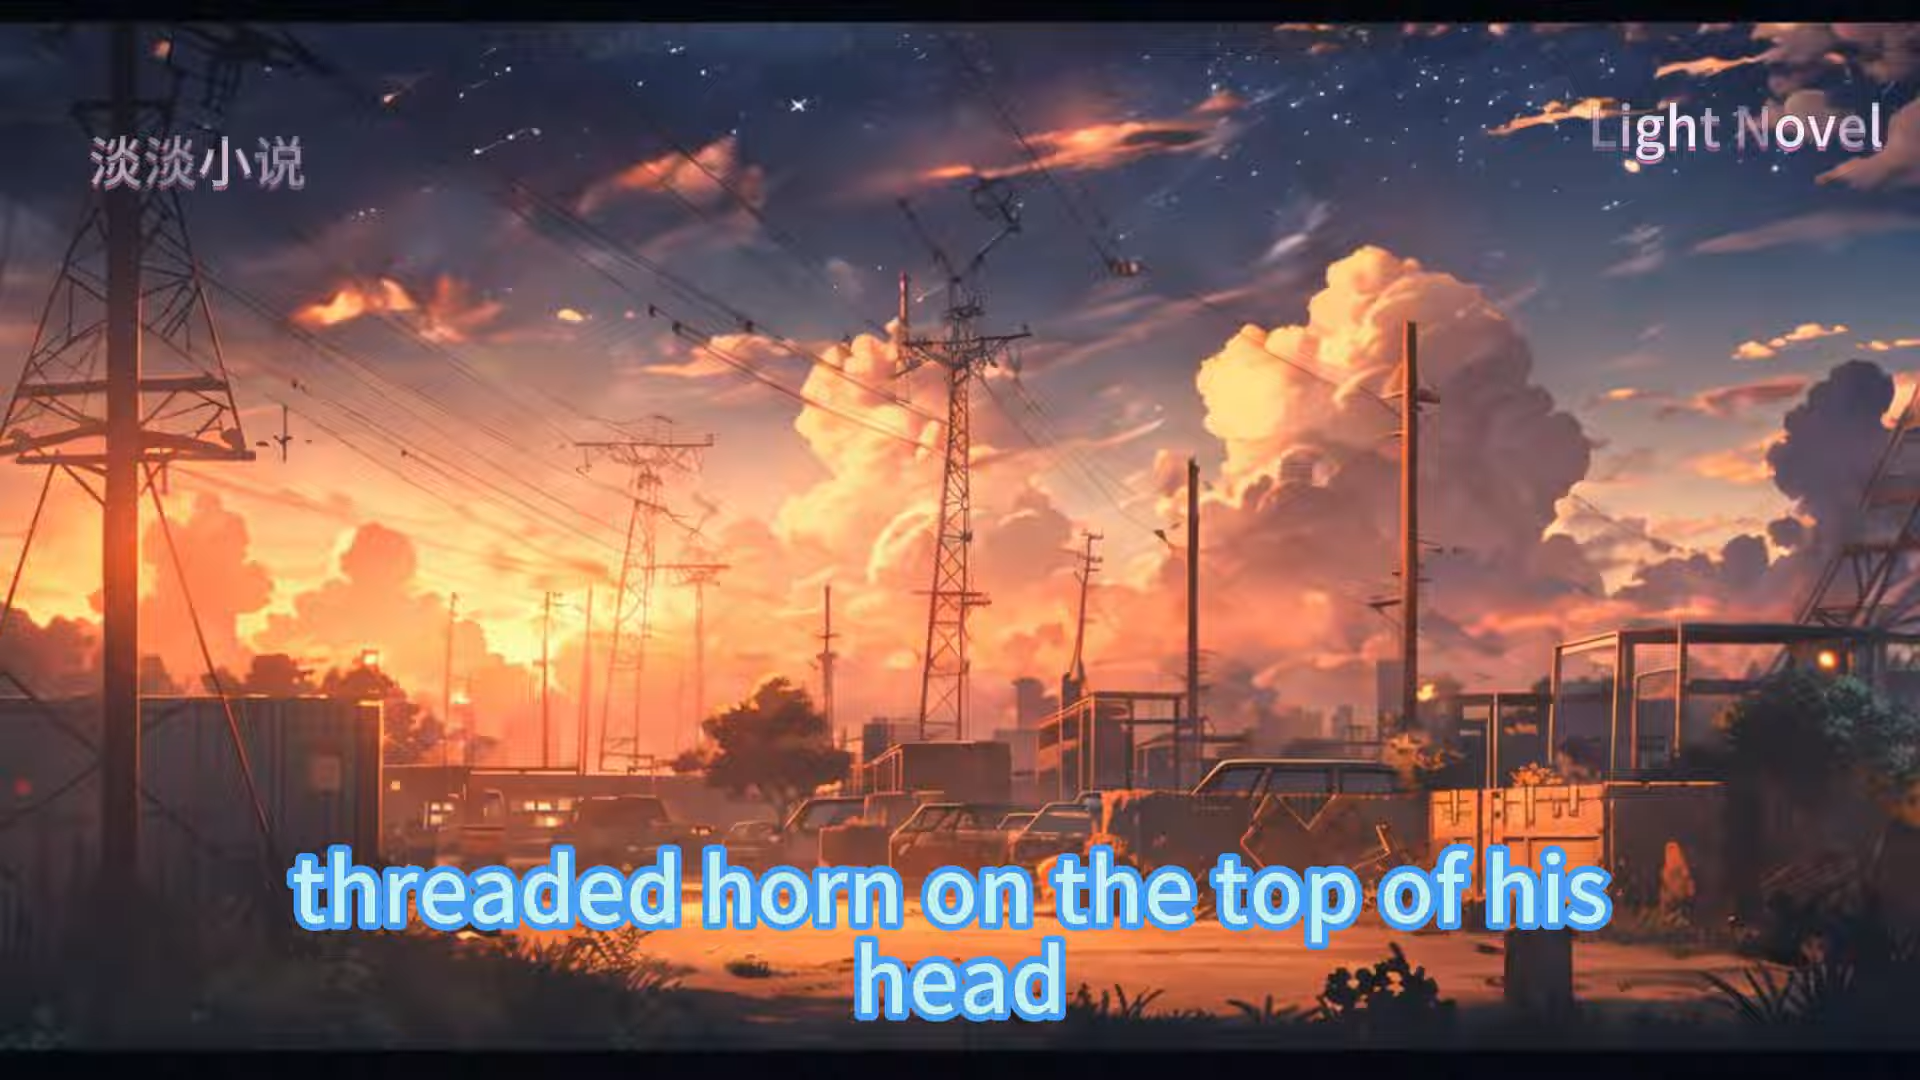 淡淡小说
Light Novel
threaded horn on the top of his
head